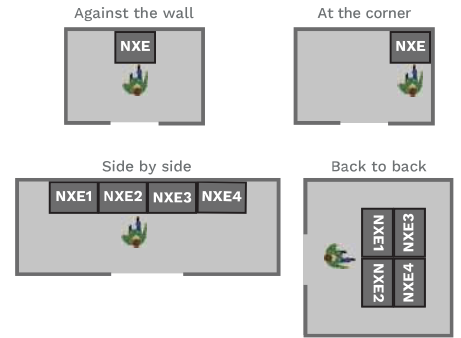 Against the wall
NXE
At the corner
NXE
Side by side
NXE1 NXE2 NXE3 NXE4
Back to back
NXE1 NXE3
NXE2 NXE4